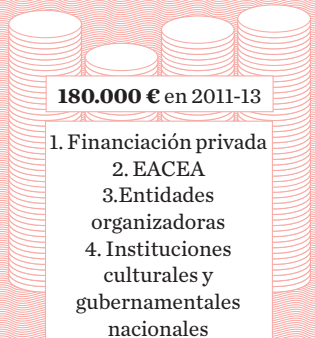 180.000 € en 2011-13
1. Financiación privada
2. EACEA
3.Entidades
organizadoras
4. Instituciones
culturales y
gubernamentales
nacionales